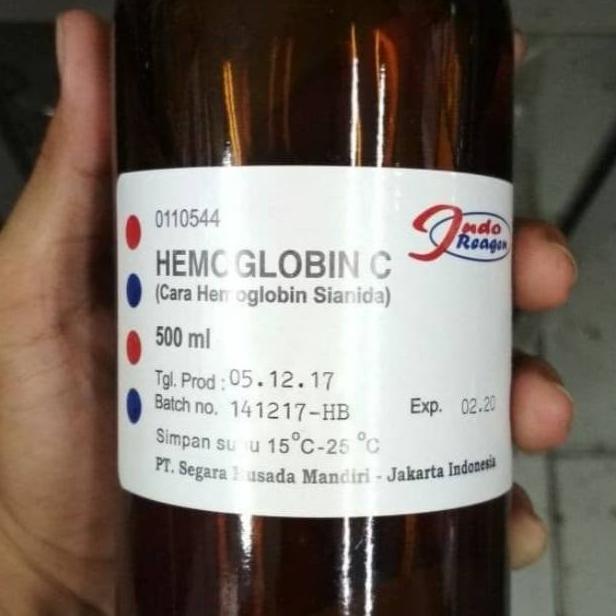 0110544
Indo
Reagen
HEMOGLOBIN C
(Cara Hemoglobin Sianida)
500 ml
Tgl. Prod : 05.12.17
Batch no. 141217-HB
Exp. 02.20
Simpan suhu 15°C-25 °C
PT. Segara Husada Mandiri - Jakarta Indonesia